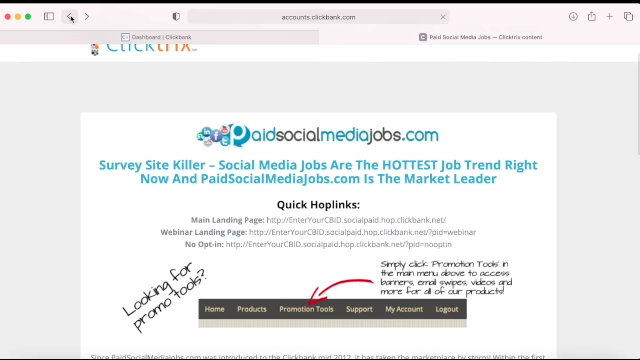 accounts.clickbank.com
Dashboard | Clickbank
Paid Social Media Jobs - Clicktrix content
Clicktrix
paidsocialmediajobs.com
Survey Site Killer – Social Media Jobs Are the HOTTEST Job Trend Right
Now And PaidSocialMediaJobs.com Is The Market Leader
Quick Hoplinks:
Main Landing Page: http://EnterYourCBID.socialpaid.hop.clickbank.net/
Webinar Landing Page: http://EnterYourCBID.socialpaid.hop.clickbank.net/?pid=webinar
No Opt-in: http://EnterYourCBID.socialpaid.hop.clickbank.net/?pid=nooptin
Looking for
promo tools?
Simply click 'Promotion Tools' in
the main menu above to access
banners, email swipes, videos and
more for all of our products!
Home Products Promotion Tools Support My Account Logout
Since PaidSocialMediaJobs.com was introduced to the Clickbank mid 2012, it has taken the marketplace by storm! Within the first